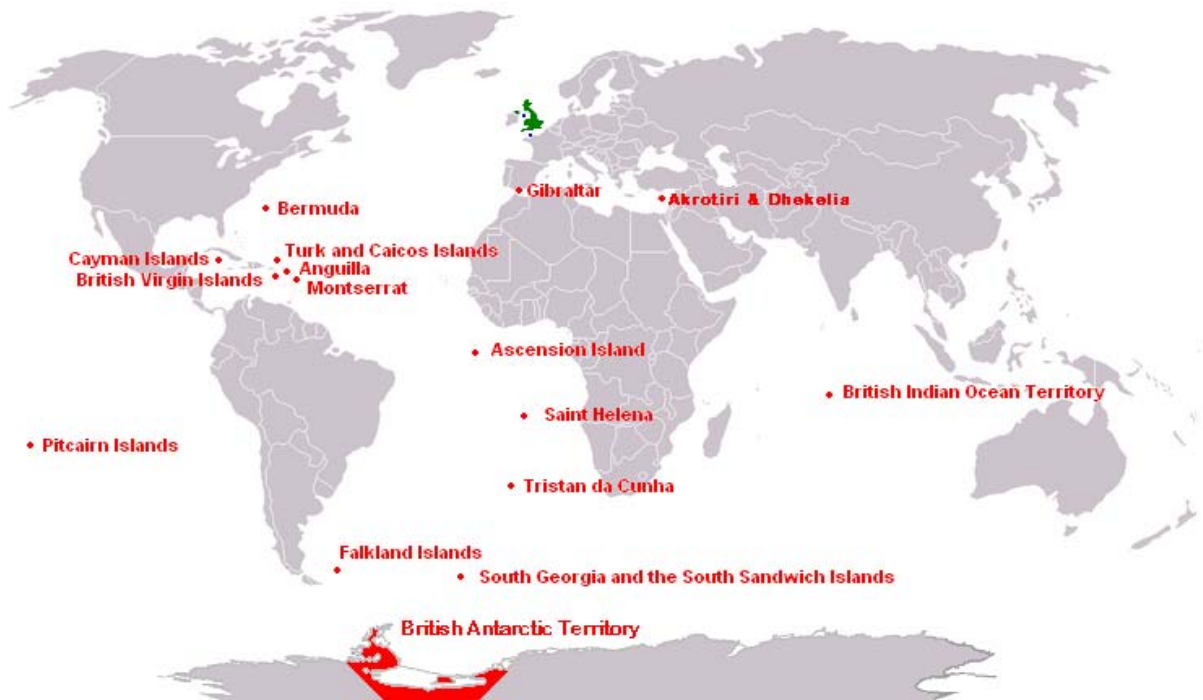 Gibraltar
Akrotiri & Dhekelia
Bermuda
Turk and Caicos Islands
Cayman Islands
Anguilla
British Virgin Islands
Montserrat
Ascension Island
British Indian Ocean Territory
Saint Helena
Pitcairn Islands
Tristan da Cunha
Falkland Islands
South Georgia and the South Sandwich Islands
British Antarctic Territory